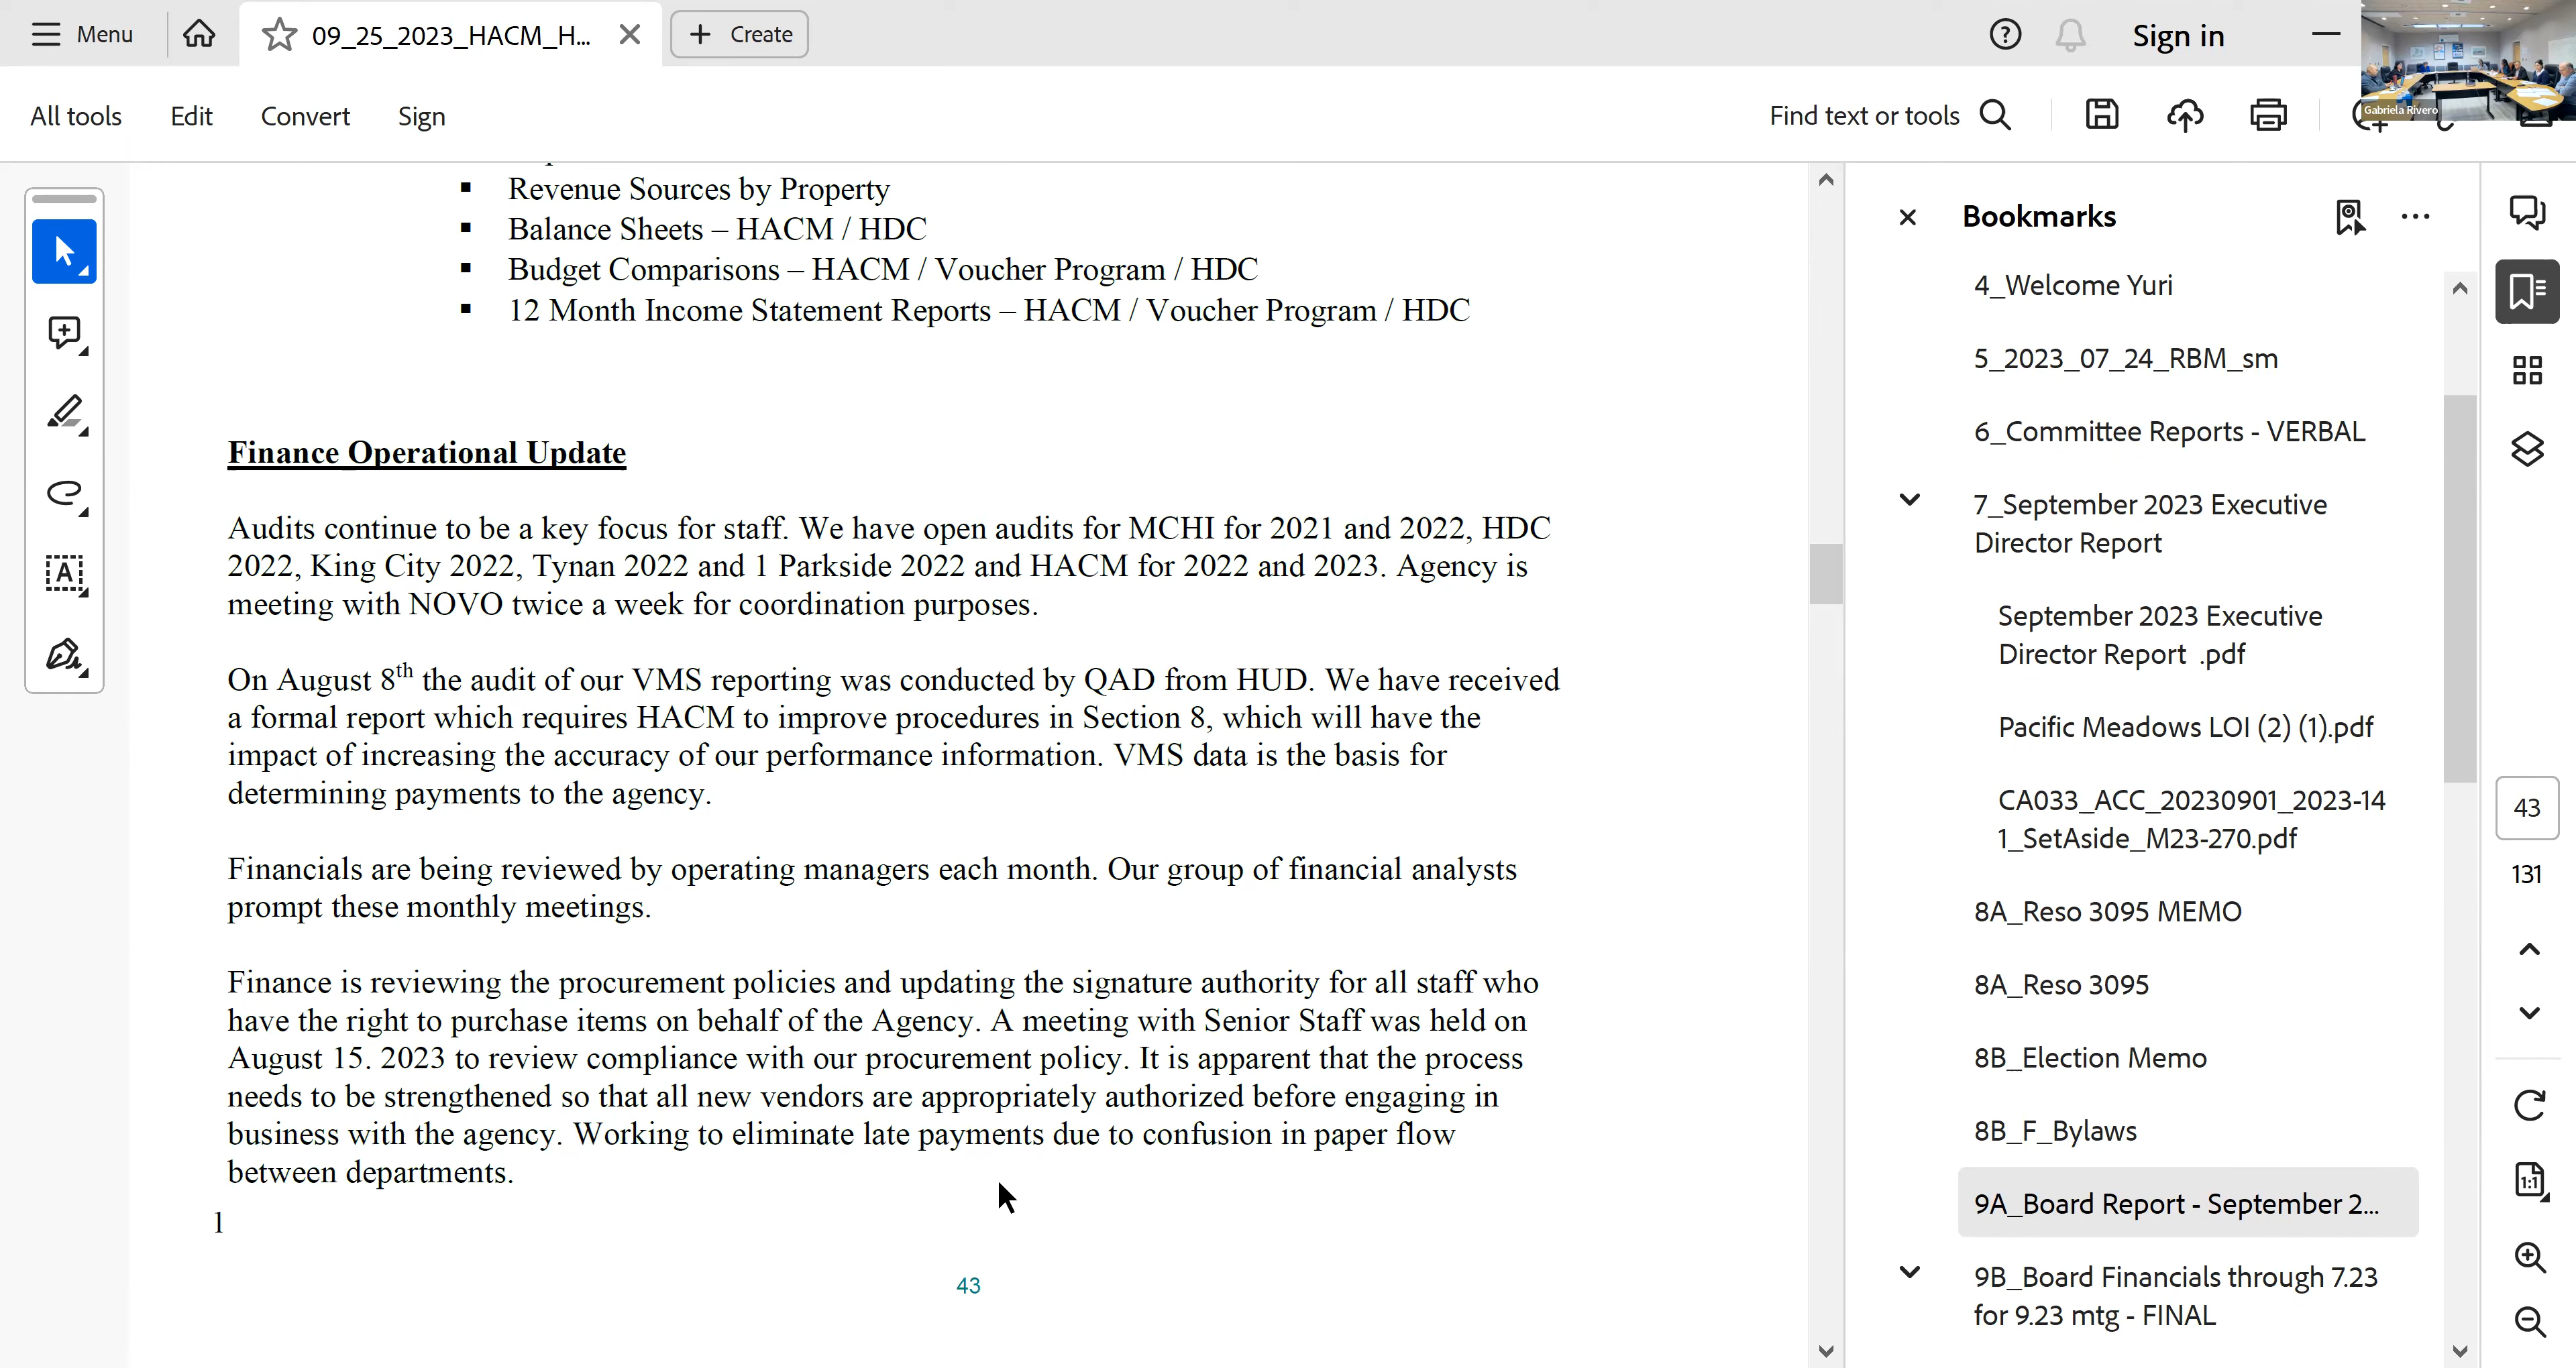 Menu
09_25_2023_HACM_H...
Create
Sign in
All tools
Edit
Convert
Sign
Find text or tools
Gabriela Rivero
▪ Revenue Sources by Property
▪ Balance Sheets – HACM / HDC
▪ Budget Comparisons – HACM / Voucher Program / HDC
▪ 12 Month Income Statement Reports – HACM / Voucher Program / HDC
Finance Operational Update
Audits continue to be a key focus for staff. We have open audits for MCHI for 2021 and 2022, HDC
2022, King City 2022, Tynan 2022 and 1 Parkside 2022 and HACM for 2022 and 2023. Agency is
meeting with NOVO twice a week for coordination purposes.
On August 8th the audit of our VMS reporting was conducted by QAD from HUD. We have received
a formal report which requires HACM to improve procedures in Section 8, which will have the
impact of increasing the accuracy of our performance information. VMS data is the basis for
determining payments to the agency.
Financials are being reviewed by operating managers each month. Our group of financial analysts
prompt these monthly meetings.
Finance is reviewing the procurement policies and updating the signature authority for all staff who
have the right to purchase items on behalf of the Agency. A meeting with Senior Staff was held on
August 15. 2023 to review compliance with our procurement policy. It is apparent that the process
needs to be strengthened so that all new vendors are appropriately authorized before engaging in
business with the agency. Working to eliminate late payments due to confusion in paper flow
between departments.
l
43
Bookmarks
4_Welcome Yuri
5_2023_07_24_RBM_sm
6_Committee Reports - VERBAL
7_September 2023 Executive
Director Report
September 2023 Executive
Director Report .pdf
Pacific Meadows LOI (2) (1).pdf
CA033_ACC_20230901_2023-14
1_SetAside_M23-270.pdf
8A_Reso 3095 MEMO
8A_Reso 3095
8B_Election Memo
8B_F_Bylaws
9A_Board Report - September 2...
9B_Board Financials through 7.23
for 9.23 mtg - FINAL
43
131
1:1